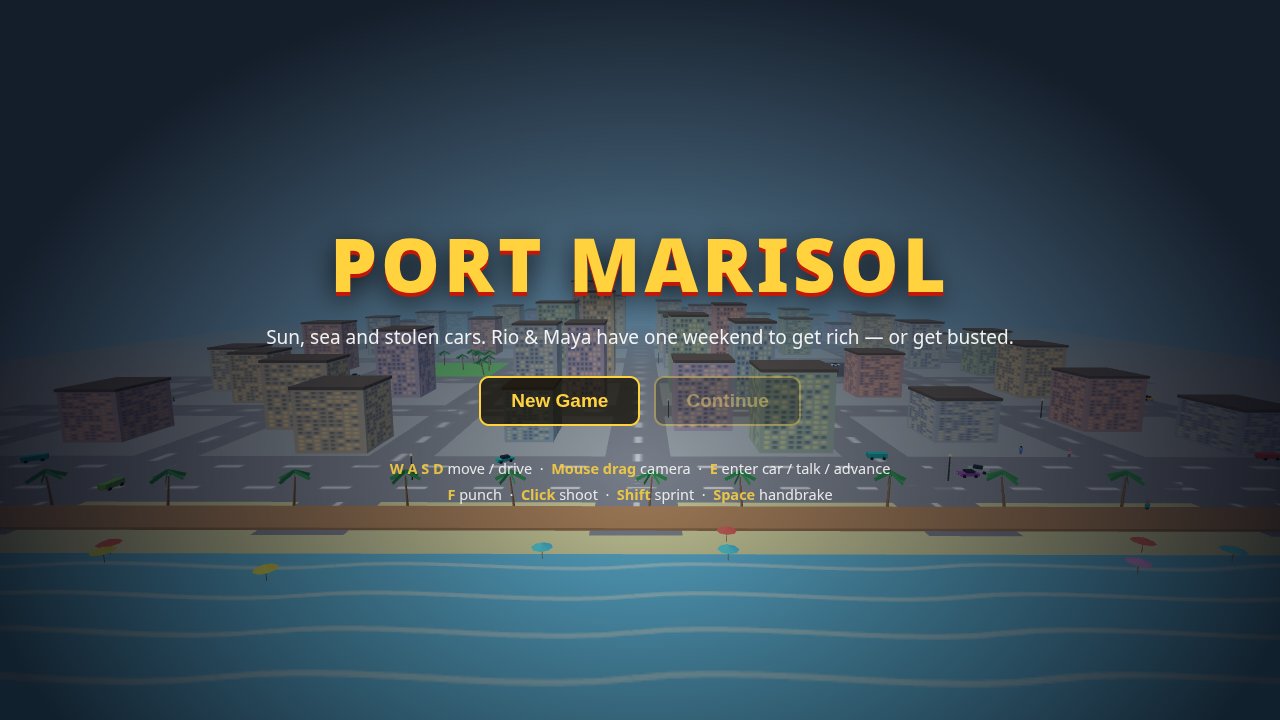 PORT MARISOL
Sun, sea and stolen cars. Rio & Maya have one weekend to get rich — or get busted.
New Game Continue
W A S D move / drive · Mouse drag camera · E enter car / talk / advance
F punch · Click shoot · Shift sprint · Space handbrake